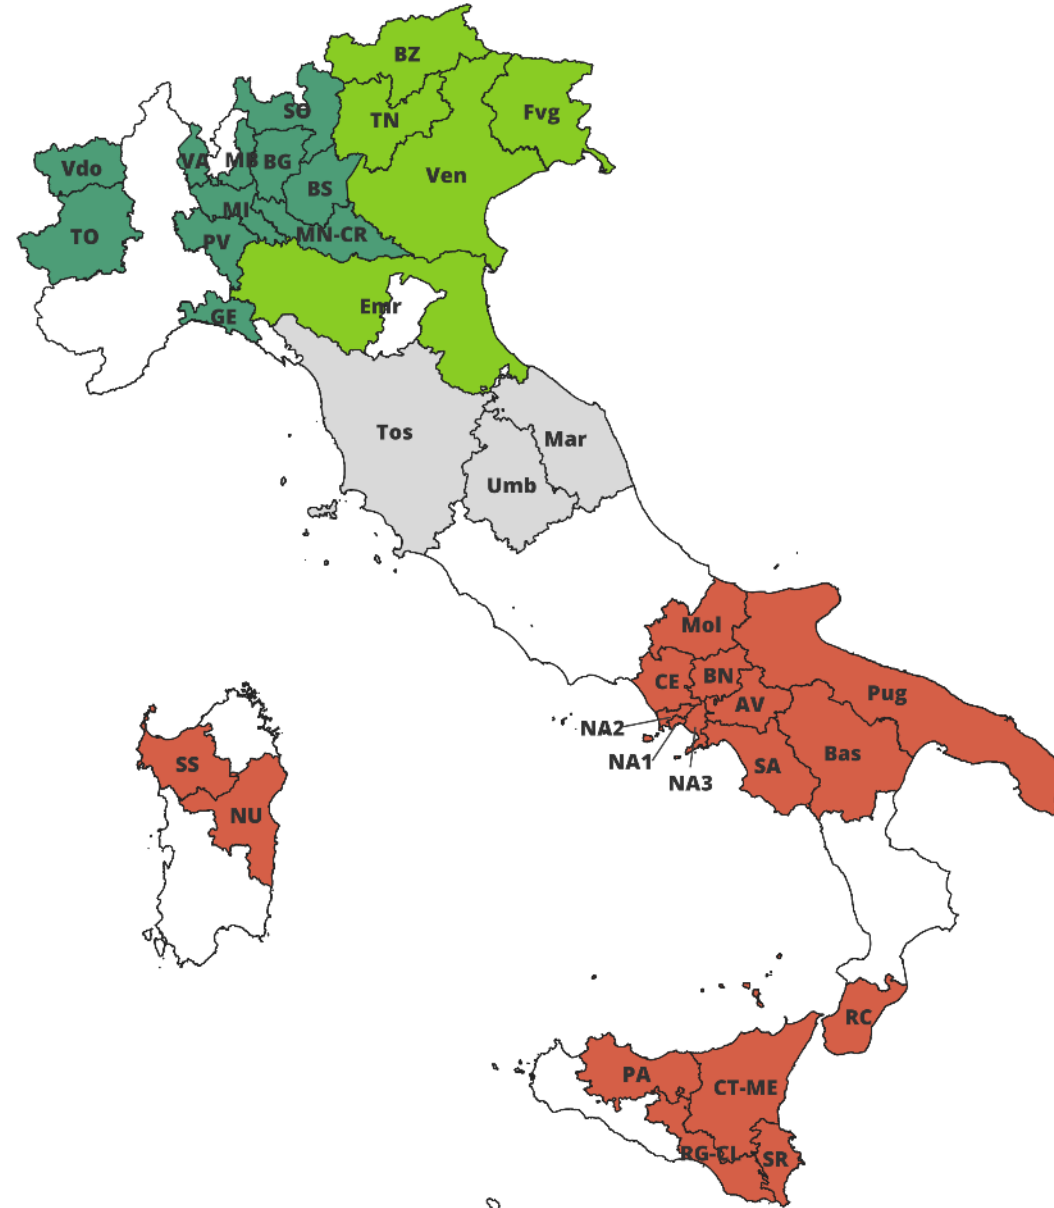 BZ
SO
Fvg
TN
VA
MB
BG
Vdo
Ven
BS
MI
MN-CR
TO
PV
Emr
GE
Tos
Mar
Umb
Mol
BN
CE
Pug
AV
NA2
Bas
NA1
SS
SA
NA3
NU
RC
PA
CT-ME
RG-CL
SR